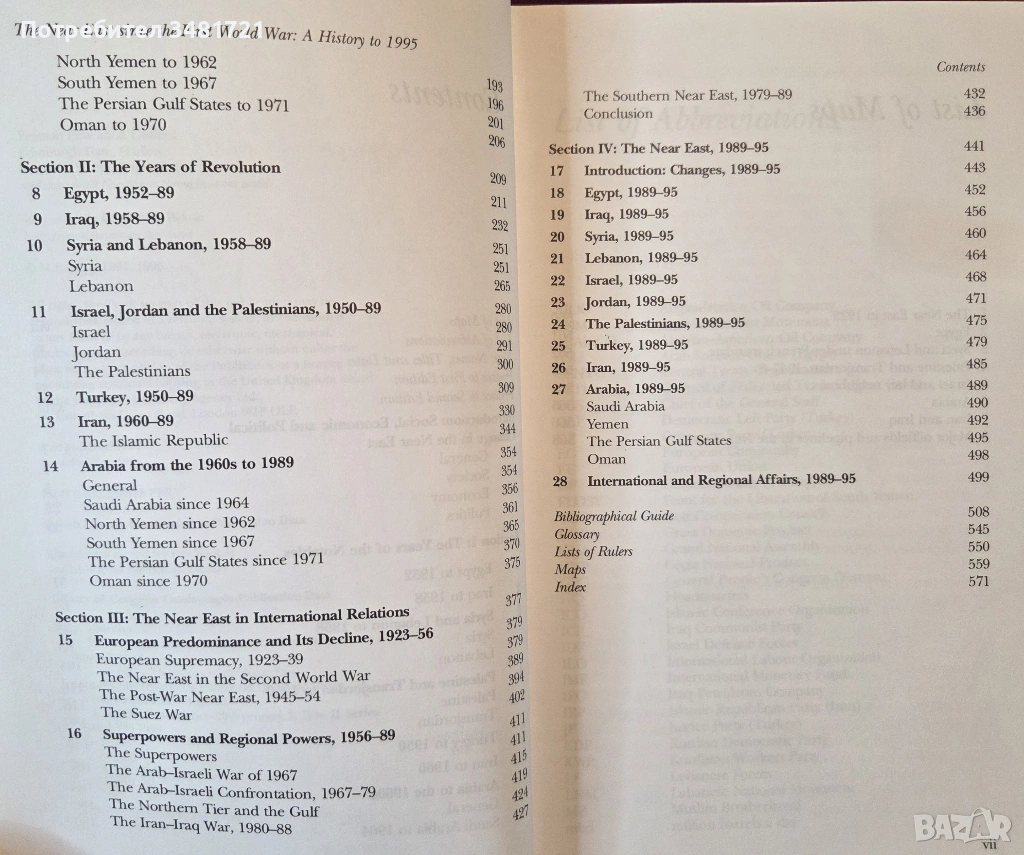 Потребител 3481721
The Near East since the First World War: A History to 1995
North Yemen to 1962 193
South Yemen to 1967 196
The Persian Gulf States to 1971 201
Oman to 1970 206
Section II: The Years of Revolution 209
8 Egypt, 1952–89 211
9 Iraq, 1958–89 232
10 Syria and Lebanon, 1958–89 251
Syria 251
Lebanon 265
11 Israel, Jordan and the Palestinians, 1950–89 280
Israel 280
Jordan 291
The Palestinians 300
12 Turkey, 1950–89 309
13 Iran, 1960–89 330
The Islamic Republic 344
14 Arabia from the 1960s to 1989 354
General 354
Saudi Arabia since 1964 356
North Yemen since 1962 361
South Yemen since 1967 365
The Persian Gulf States since 1971 370
Oman since 1970 375
Section III: The Near East in International Relations 377
15 European Predominance and Its Decline, 1923–56 379
European Supremacy, 1923–39 379
The Near East in the Second World War 389
The Post-War Near East, 1945–54 394
The Suez War 402
16 Superpowers and Regional Powers, 1956–89 411
The Superpowers 411
The Arab–Israeli War of 1967 415
The Arab–Israeli Confrontation, 1967–79 419
The Northern Tier and the Gulf 424
The Iran–Iraq War, 1980–88 427
Contents
The Southern Near East, 1979–89 432
Conclusion 436
Section IV: The Near East, 1989–95 441
17 Introduction: Changes, 1989–95 443
18 Egypt, 1989–95 452
19 Iraq, 1989–95 456
20 Syria, 1989–95 460
21 Lebanon, 1989–95 464
22 Israel, 1989–95 468
23 Jordan, 1989–95 471
24 The Palestinians, 1989–95 475
25 Turkey, 1989–95 479
26 Iran, 1989–95 485
27 Arabia, 1989–95 489
Saudi Arabia 490
Yemen 492
The Persian Gulf States 495
Oman 498
28 International and Regional Affairs, 1989–95 499
Bibliographical Guide 508
Glossary 545
Lists of Rulers 550
Maps 559
Index 571
vii
BAZAR